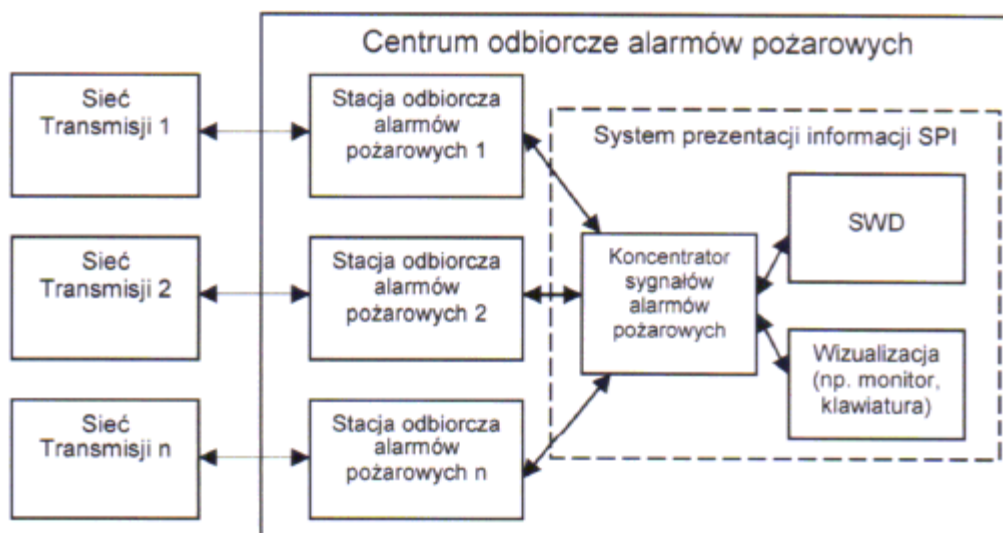 Centrum odbiorcze alarmów pożarowych
Sieć
Transmisji 1
Stacja odbiorcza
alarmów
pożarowych 1
System prezentacji informacji SPI
SWD
Sieć
Transmisji 2
Stacja odbiorcza
alarmów
pożarowych 2
Koncentrator
sygnałów
alarmów
pożarowych
Wizualizacja
(np. monitor,
klawiatura)
Sieć
Transmisji n
Stacja odbiorcza
alarmów
pożarowych n